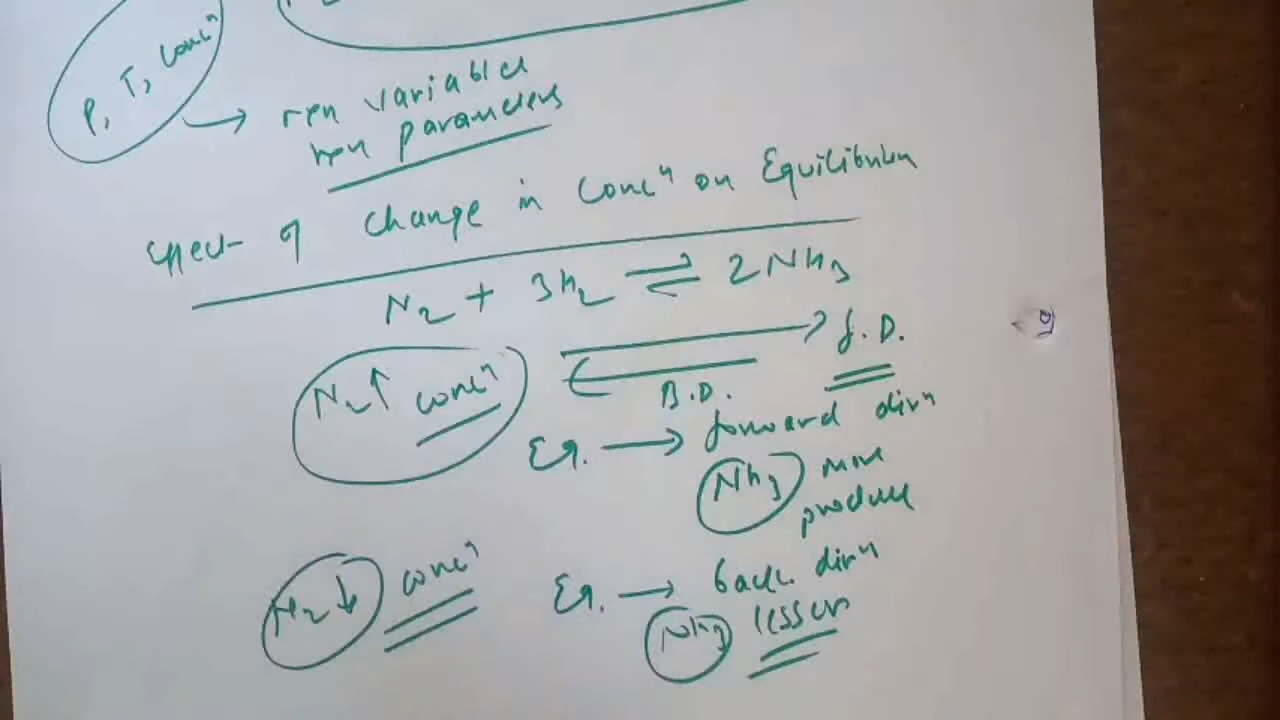 P, T, Concⁿ → rxn variables
rxn parameters
Effect of change in Concⁿ on Equilibrium
N₂ + 3H₂ ⇌ 2NH₃
→ f.D.
N₂↑ concⁿ
← B.D.
Eq. → forward dirⁿ
NH₃ more
produce
N₂↓ concⁿ
Eq. → back. dirⁿ
NH₃ lesser